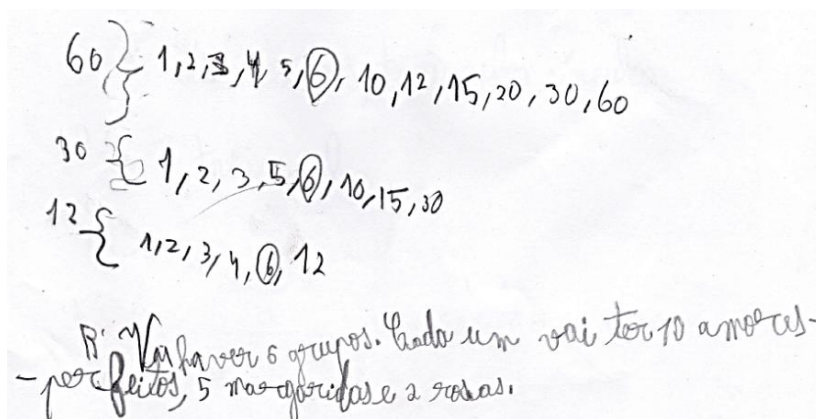 60 { 1, 2, 3, 4, 5, 6, 10, 12, 15, 20, 30, 60
30 { 1, 2, 3, 5, 6, 10, 15, 30
12 { 1, 2, 3, 4, 6, 12
R: Vai haver 6 grupos. Cada um vai ter 10 amores-
-perfeitos, 5 margaridas e 2 rosas.